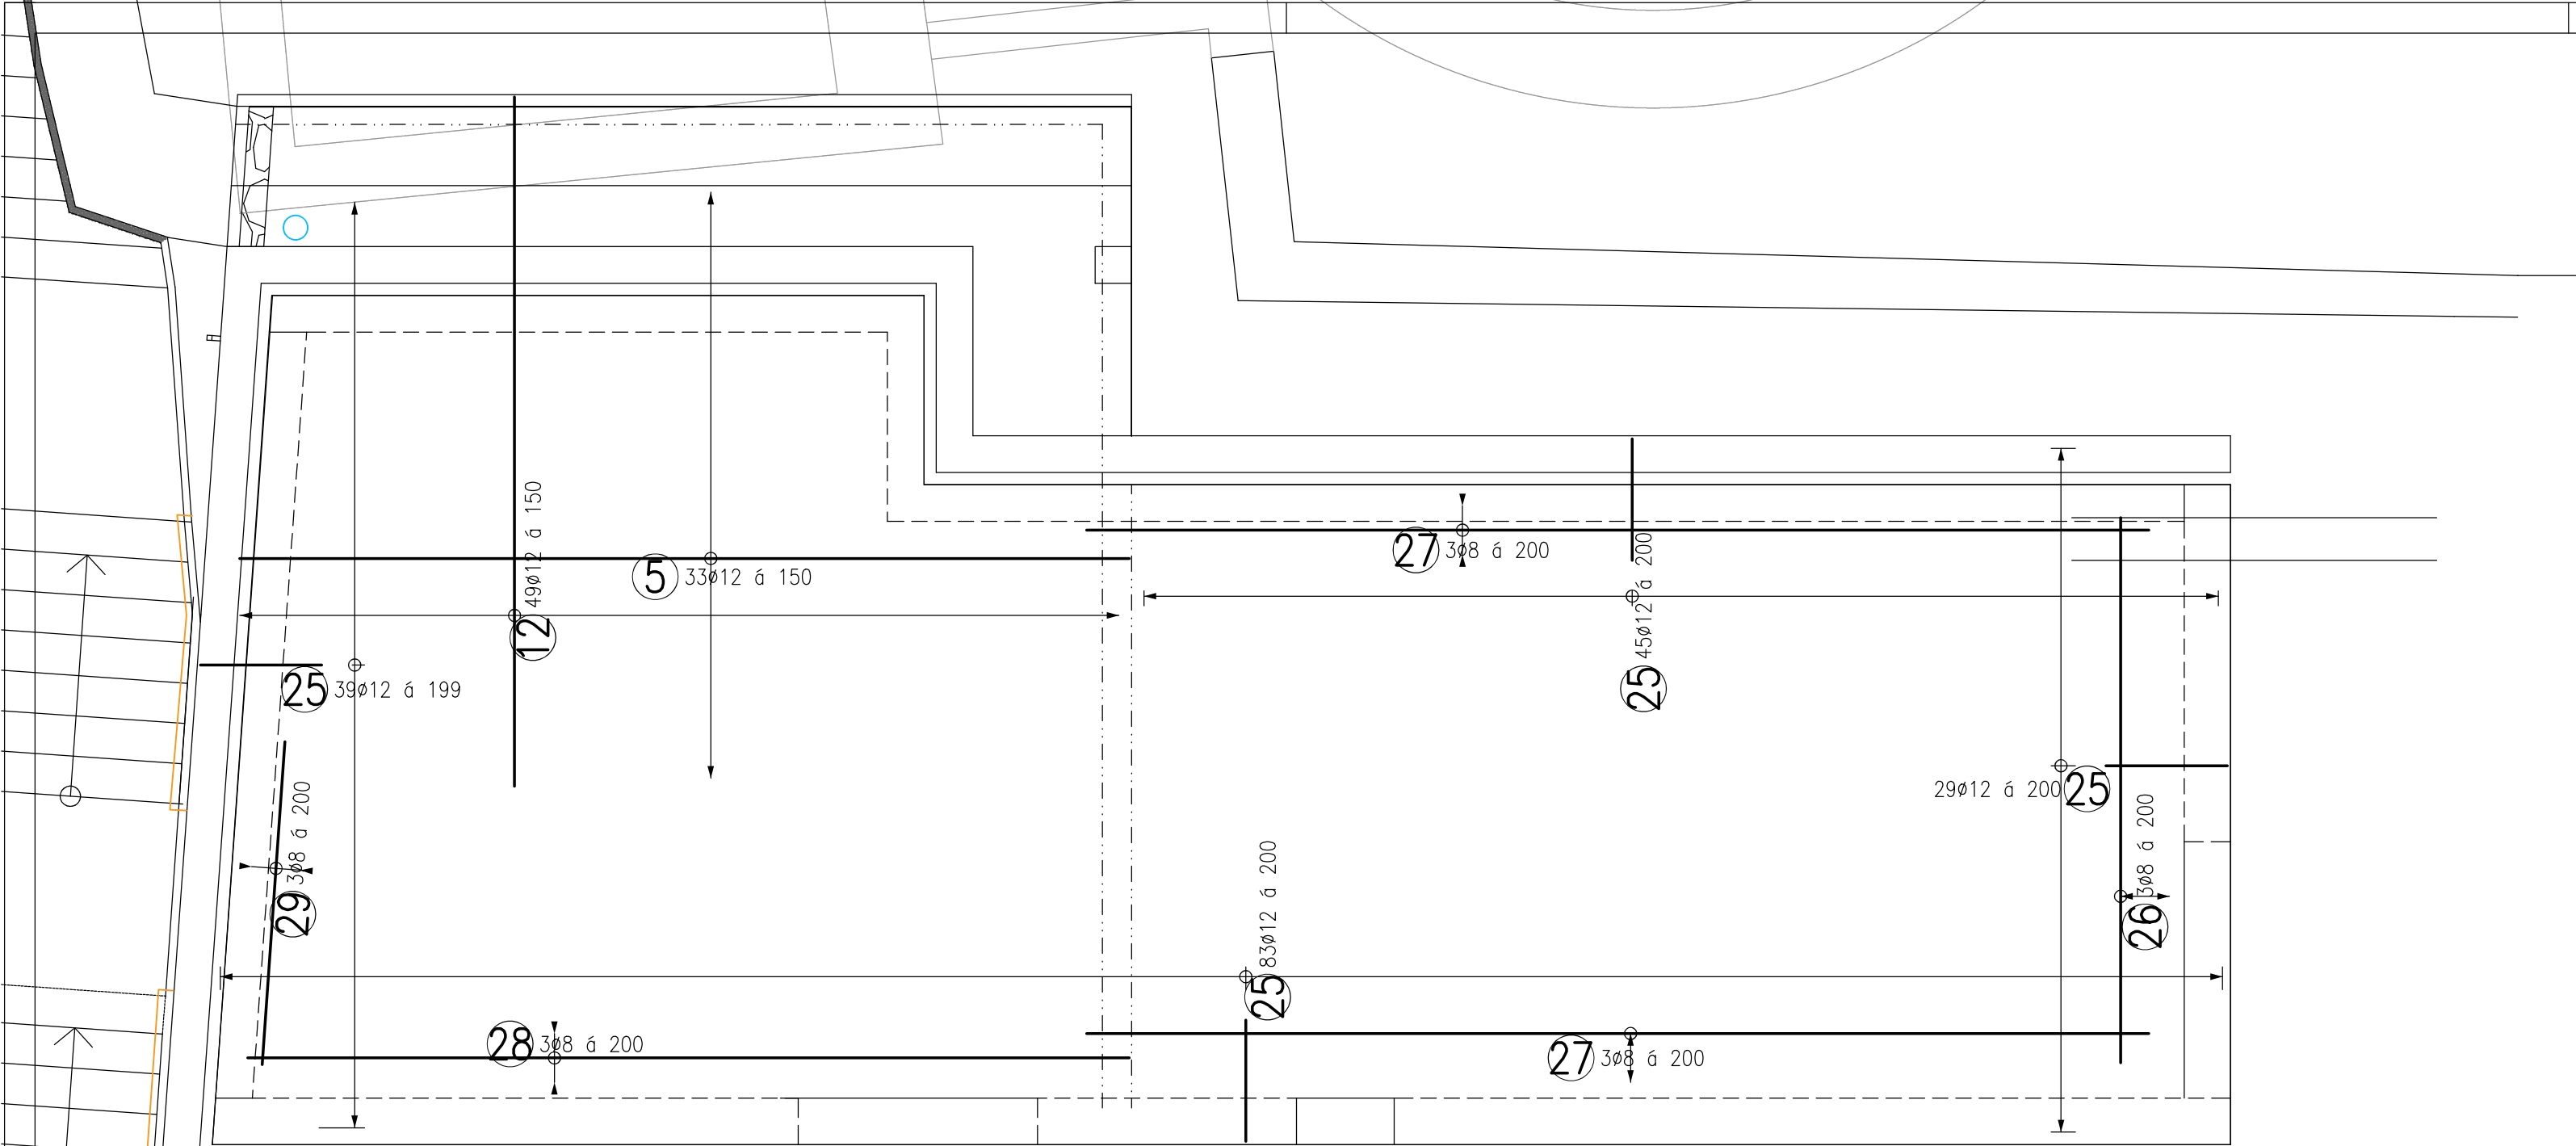 27 3ø8 á 200
12 49ø12 á 150
5 33ø12 á 150
25 45ø12 á 200
25 39ø12 á 199
29ø12 á 200 25
29 3ø8 á 200
26 3ø8 á 200
25 83ø12 á 200
28 3ø8 á 200
27 3ø8 á 200